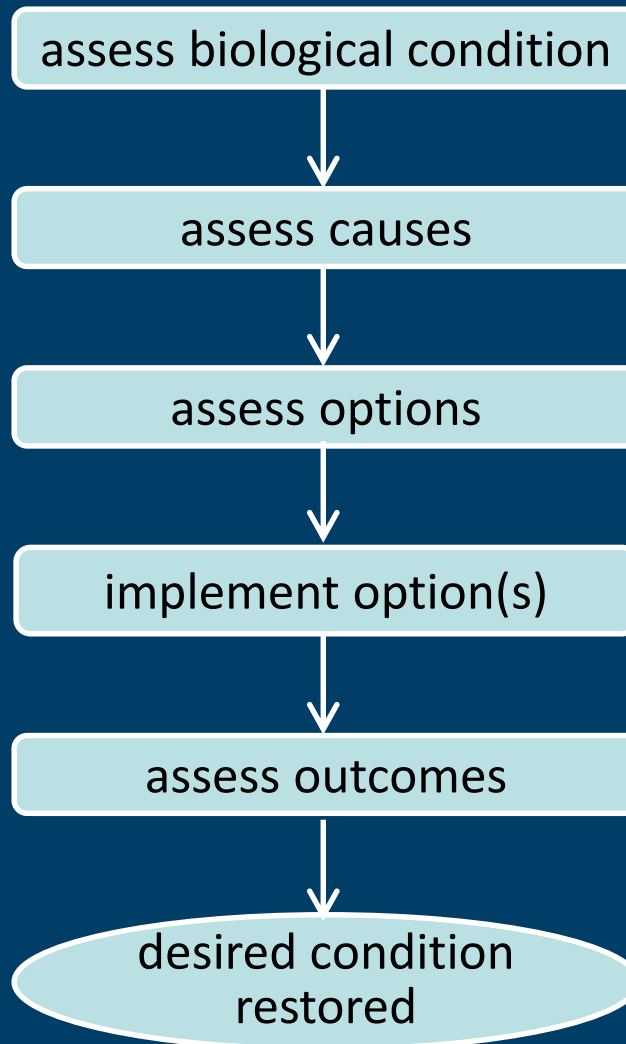 assess biological condition
assess causes
assess options
implement option(s)
assess outcomes
desired condition
restored